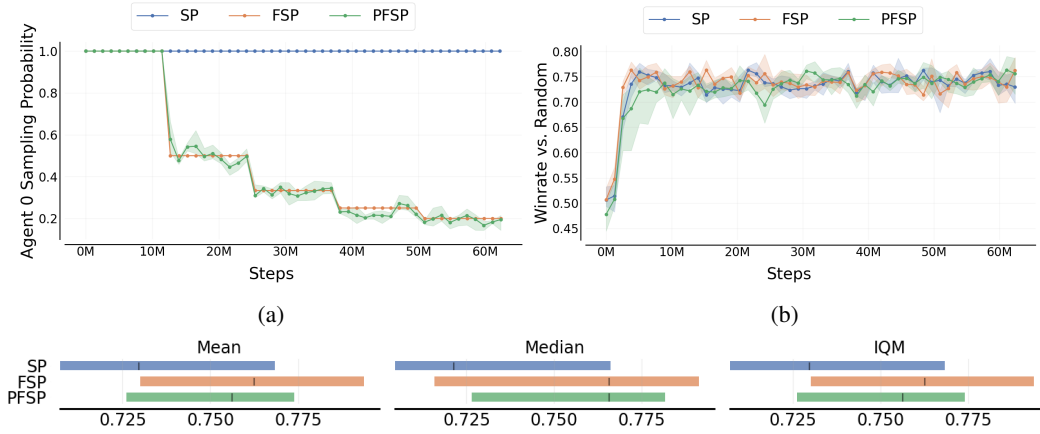 SP FSP PFSP
Agent 0 Sampling Probability
1.0
0.8
0.6
0.4
0.2
0M 10M 20M 30M 40M 50M 60M
Steps
(a)
SP FSP PFSP
Winrate vs. Random
0.80
0.75
0.70
0.65
0.60
0.55
0.50
0.45
0M 10M 20M 30M 40M 50M 60M
Steps
(b)
Mean Median IQM
SP
FSP
PFSP
0.725 0.750 0.775 0.725 0.750 0.775 0.725 0.750 0.775